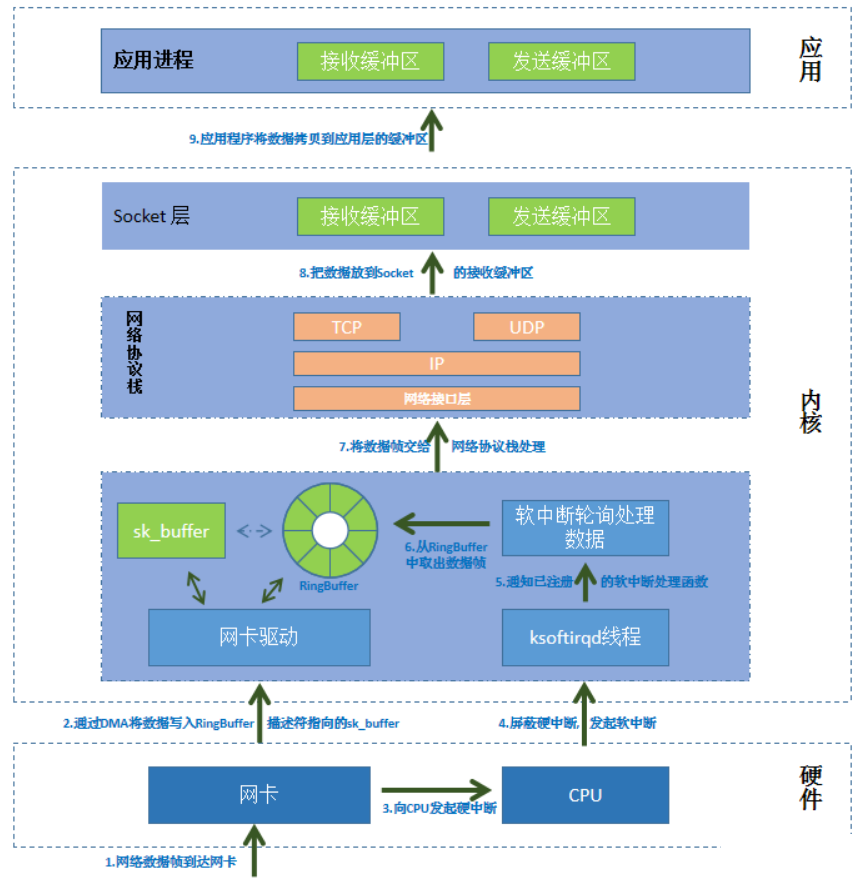 应用进程
接收缓冲区
发送缓冲区
应用
9.应用程序将数据拷贝到应用层的缓冲区
Socket 层
接收缓冲区
发送缓冲区
8.把数据放到Socket 的接收缓冲区
网络协议栈
TCP
UDP
IP
网络接口层
内核
7.将数据帧交给 网络协议栈处理
sk_buffer
RingBuffer
软中断轮询处理
数据
6.从RingBuffer
中取出数据帧
5.通知已注册 的软中断处理函数
网卡驱动
ksoftirqd线程
2.通过DMA将数据写入RingBuffer 描述符指向的sk_buffer
4.屏蔽硬中断, 发起软中断
网卡
3.向CPU发起硬中断
CPU
硬件
1.网络数据帧到达网卡